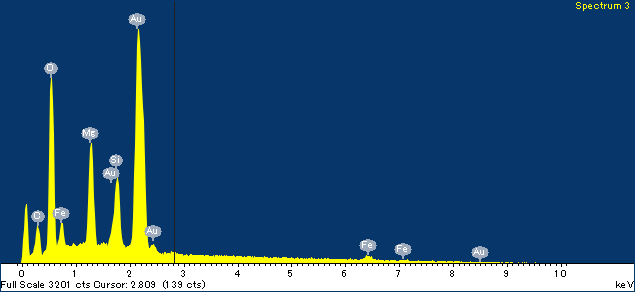 Spectrum 3
Au
O
Mg
Si
Au
Fe
Au
Fe
Fe
Au
0 1 2 3 4 5 6 7 8 9 10
Full Scale 3201 cts Cursor: 2.809 (139 cts) keV